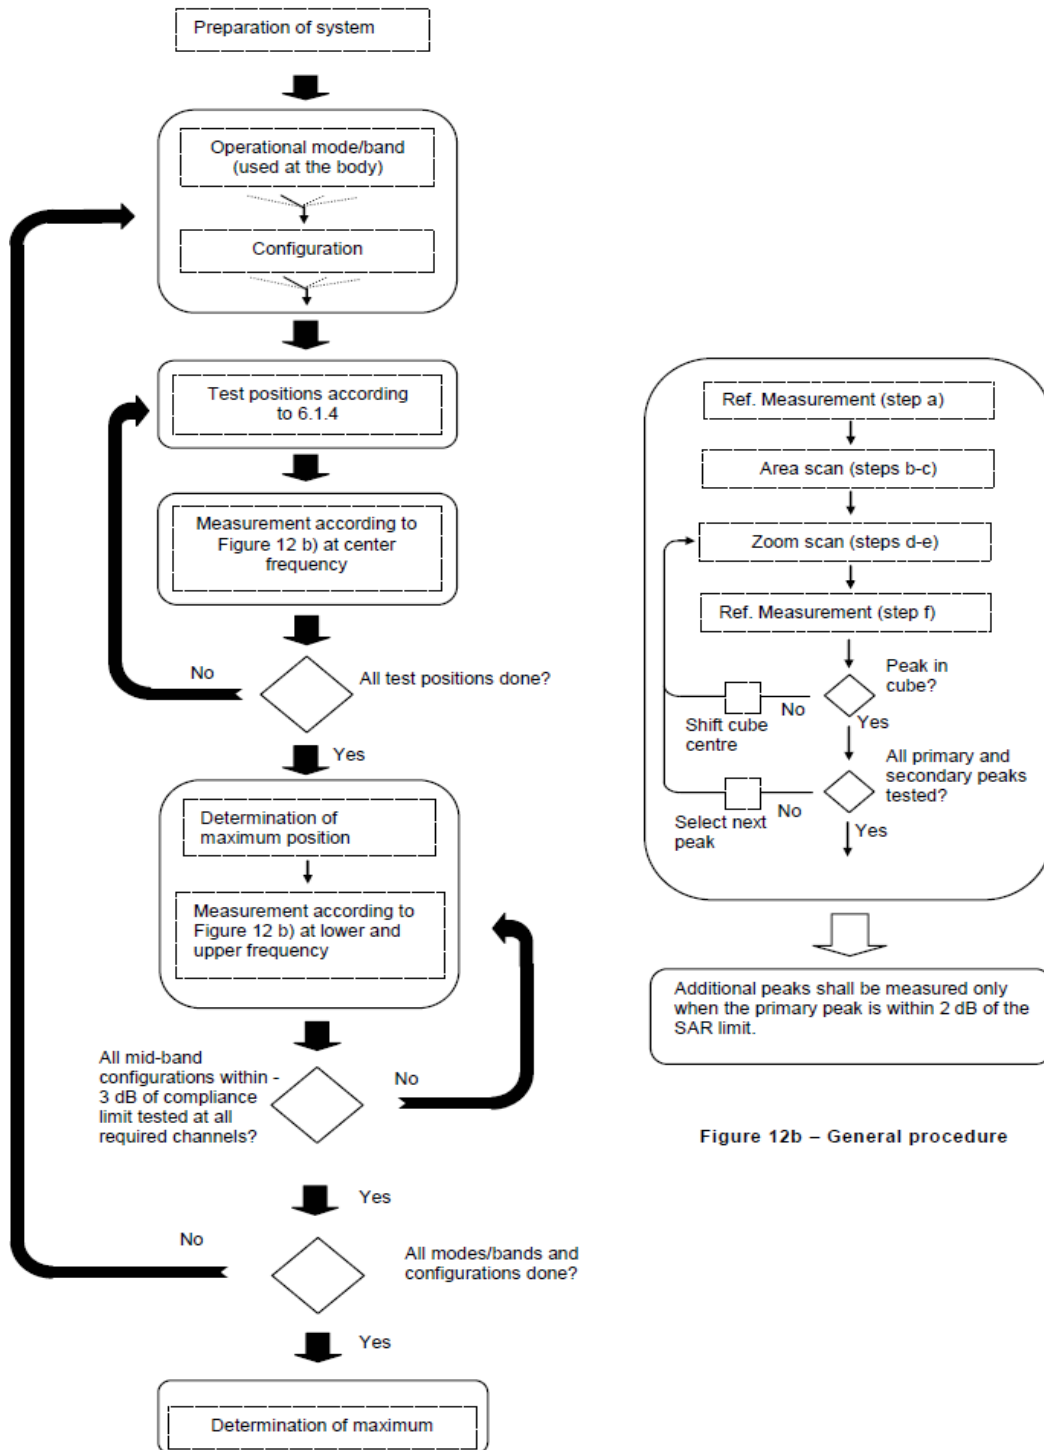 Preparation of system
Operational mode/band
(used at the body)
Configuration
Test positions according
to 6.1.4
Measurement according to
Figure 12 b) at center
frequency
No
All test positions done?
Yes
Determination of
maximum position
Measurement according to
Figure 12 b) at lower and
upper frequency
All mid-band
configurations within -
3 dB of compliance
limit tested at all
required channels?
No
Yes
No
All modes/bands and
configurations done?
Yes
Determination of maximum
Ref. Measurement (step a)
Area scan (steps b-c)
Zoom scan (steps d-e)
Ref. Measurement (step f)
Peak in
cube?
No
Shift cube
centre
Yes
All primary and
secondary peaks
tested?
No
Select next
peak
Yes
Additional peaks shall be measured only
when the primary peak is within 2 dB of the
SAR limit.
Figure 12b – General procedure